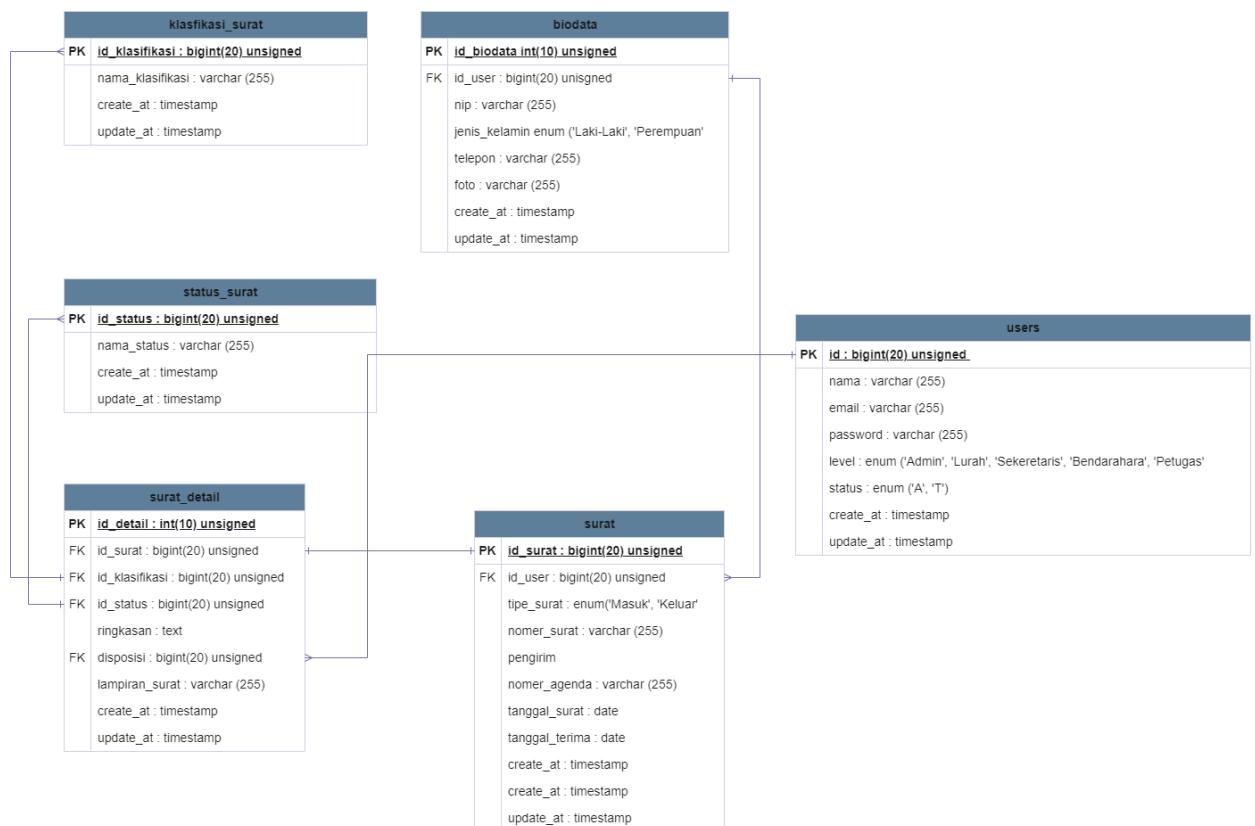 klasfikasi_surat
PK id_klasifikasi : bigint(20) unsigned
nama_klasifikasi : varchar (255)
create_at : timestamp
update_at : timestamp
biodata
PK id_biodata int(10) unsigned
FK id_user : bigint(20) unisgned
nip : varchar (255)
jenis_kelamin enum ('Laki-Laki', 'Perempuan'
telepon : varchar (255)
foto : varchar (255)
create_at : timestamp
update_at : timestamp
status_surat
PK id_status : bigint(20) unsigned
nama_status : varchar (255)
create_at : timestamp
update_at : timestamp
users
PK id : bigint(20) unsigned
nama : varchar (255)
email : varchar (255)
password : varchar (255)
level : enum ('Admin', 'Lurah', 'Sekeretaris', 'Bendarahara', 'Petugas'
status : enum ('A', 'T')
create_at : timestamp
update_at : timestamp
surat_detail
PK id_detail : int(10) unsigned
FK id_surat : bigint(20) unsigned
FK id_klasifikasi : bigint(20) unsigned
FK id_status : bigint(20) unsigned
ringkasan : text
FK disposisi : bigint(20) unsigned
lampiran_surat : varchar (255)
create_at : timestamp
update_at : timestamp
surat
PK id_surat : bigint(20) unsigned
FK id_user : bigint(20) unsigned
tipe_surat : enum('Masuk', 'Keluar'
nomer_surat : varchar (255)
pengirim
nomer_agenda : varchar (255)
tanggal_surat : date
tanggal_terima : date
create_at : timestamp
create_at : timestamp
update_at : timestamp